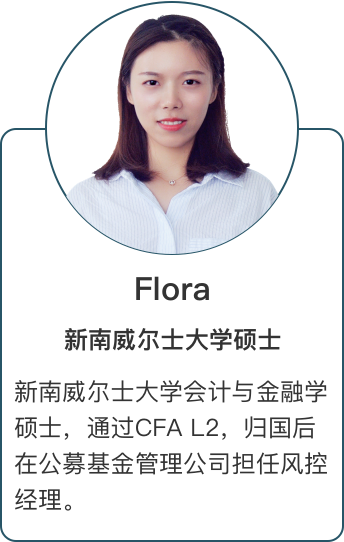 Flora
新南威尔士大学硕士
新南威尔士大学会计与金融学
硕士，通过CFA L2，归国后
在公募基金管理公司担任风控
经理。